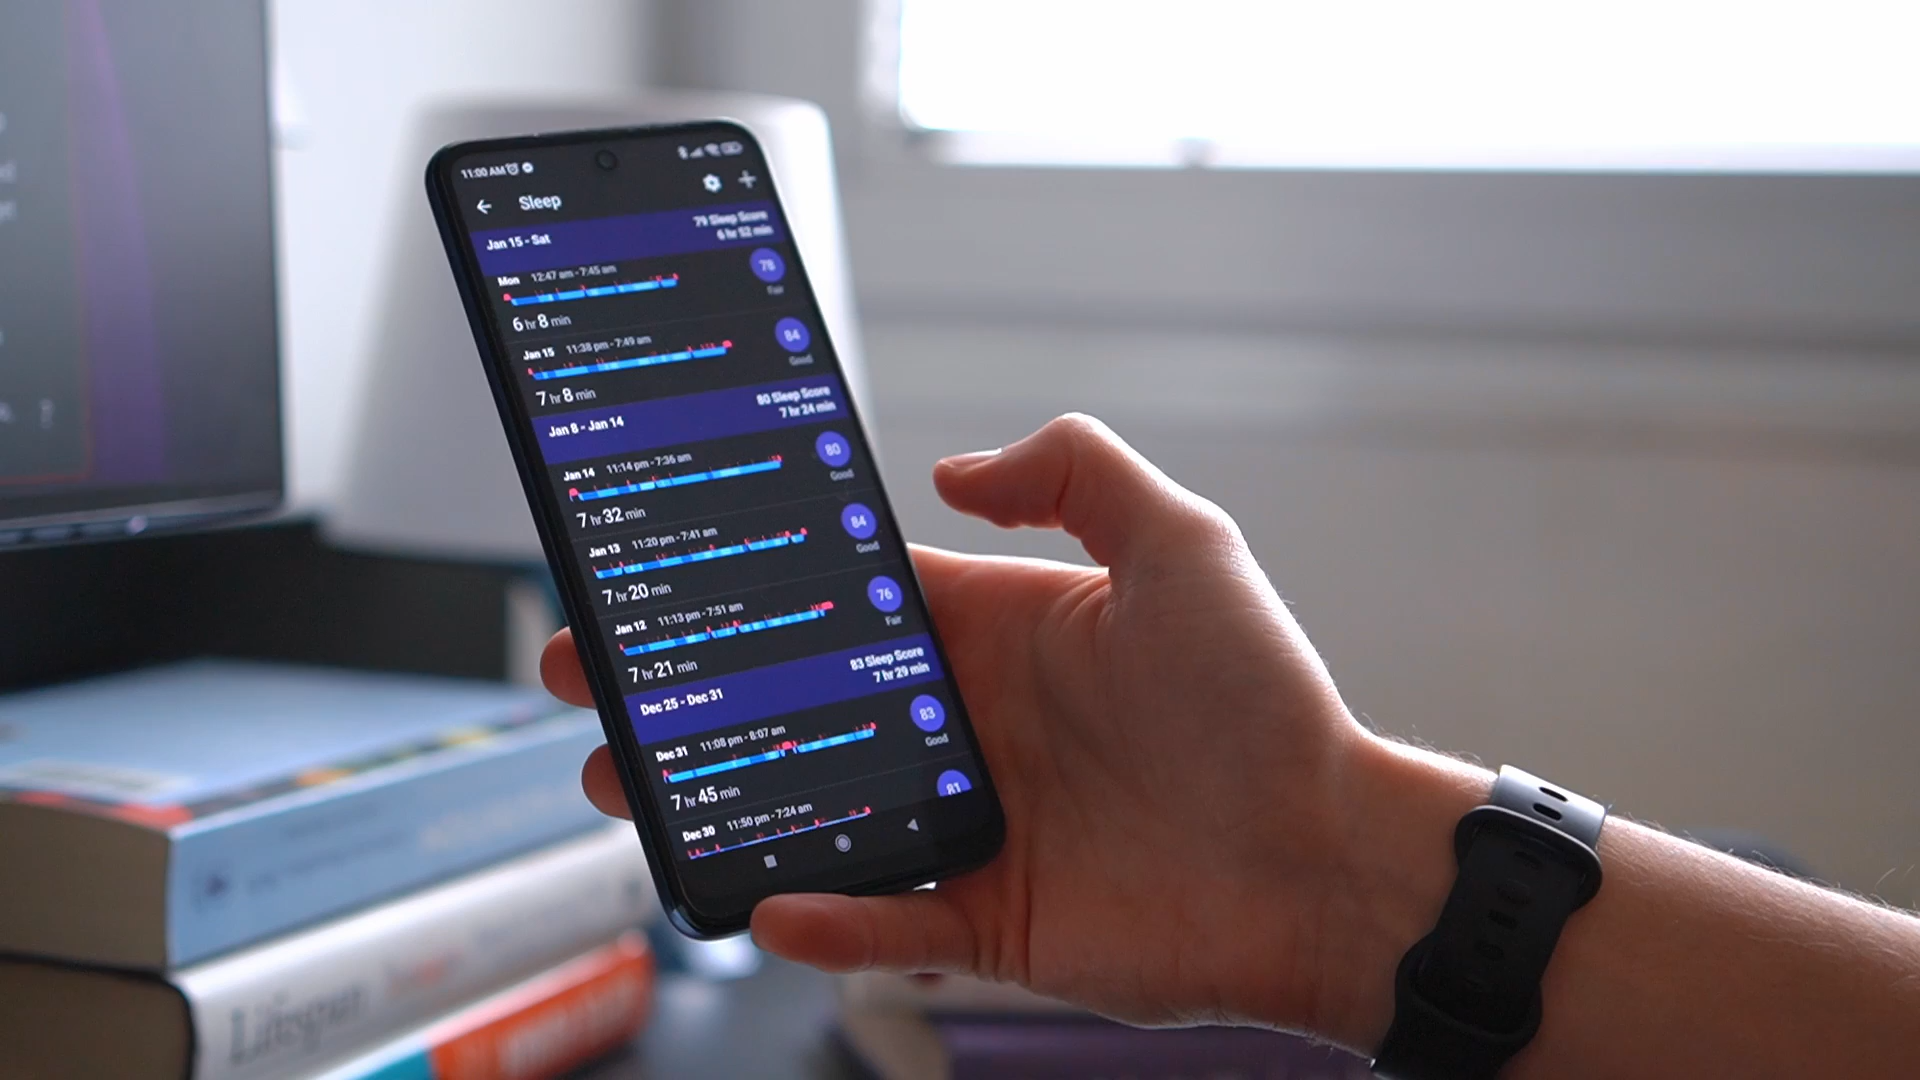 11:00 AM
Sleep
Jan 15 - Sat
79 Sleep Score
6 hr 52 min
Mon 12:47 am - 7:45 am
78
Fair
6 hr 8 min
Jan 15 11:38 pm - 7:49 am
84
Good
7 hr 8 min
Jan 8 - Jan 14
80 Sleep Score
7 hr 24 min
Jan 14 11:14 pm - 7:36 am
80
Good
7 hr 32 min
Jan 13 11:20 pm - 7:41 am
84
Good
7 hr 20 min
Jan 12 11:13 pm - 7:51 am
76
Fair
7 hr 21 min
Dec 25 - Dec 31
83 Sleep Score
7 hr 29 min
Dec 31 11:08 pm - 8:07 am
83
Good
7 hr 45 min
Dec 30 11:50 pm - 7:24 am
81
Lifespan